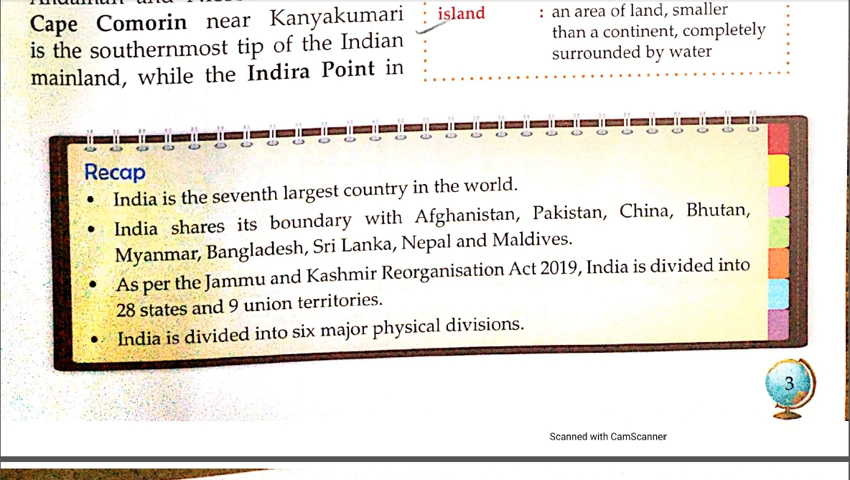 Cape Comorin near Kanyakumari
is the southernmost tip of the Indian
mainland, while the Indira Point in
island : an area of land, smaller
than a continent, completely
surrounded by water
Recap
• India is the seventh largest country in the world.
• India shares its boundary with Afghanistan, Pakistan, China, Bhutan,
Myanmar, Bangladesh, Sri Lanka, Nepal and Maldives.
• As per the Jammu and Kashmir Reorganisation Act 2019, India is divided into
28 states and 9 union territories.
• India is divided into six major physical divisions.
3
Scanned with CamScanner